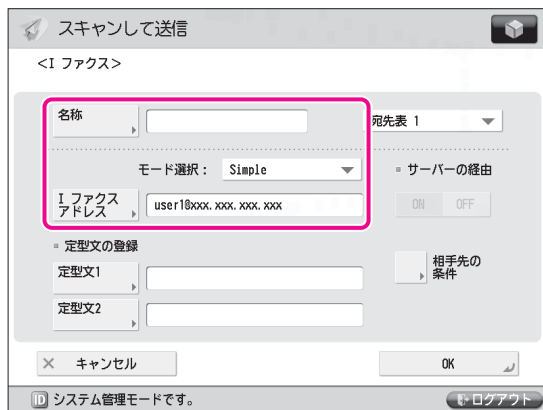 スキャンして送信
<I ファクス>
名称
宛先表 1
モード選択： Simple
サーバーの経由
I ファクス
アドレス
user1@xxx.xxx.xxx.xxx
ON OFF
定型文の登録
定型文1
相手先の
条件
定型文2
キャンセル
OK
ID システム管理モードです。
ログアウト